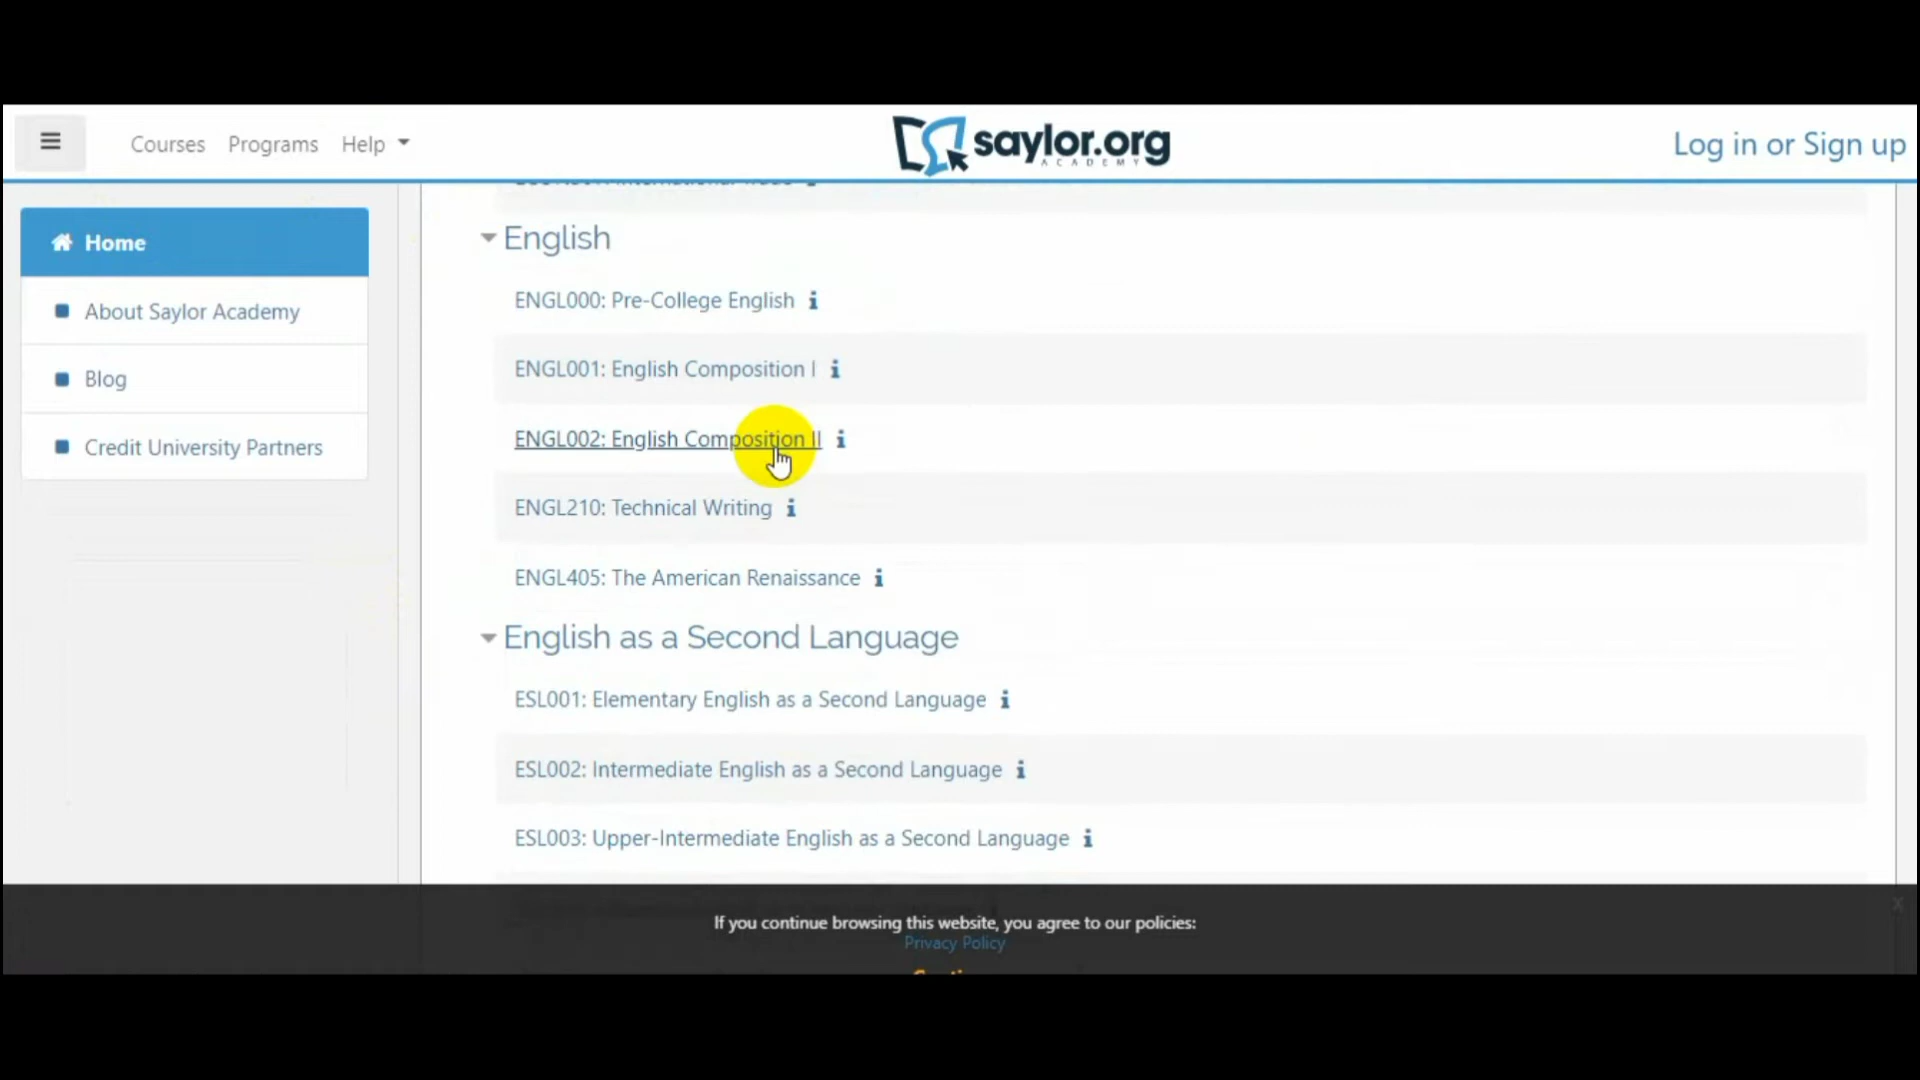 Courses Programs Help
saylor.org
ACADEMY
Log in or Sign up
Home
About Saylor Academy
Blog
Credit University Partners
English
ENGL000: Pre-College English
ENGL001: English Composition I
ENGL002: English Composition II
ENGL210: Technical Writing
ENGL405: The American Renaissance
English as a Second Language
ESL001: Elementary English as a Second Language
ESL002: Intermediate English as a Second Language
ESL003: Upper-Intermediate English as a Second Language
If you continue browsing this website, you agree to our policies:
Privacy Policy
x